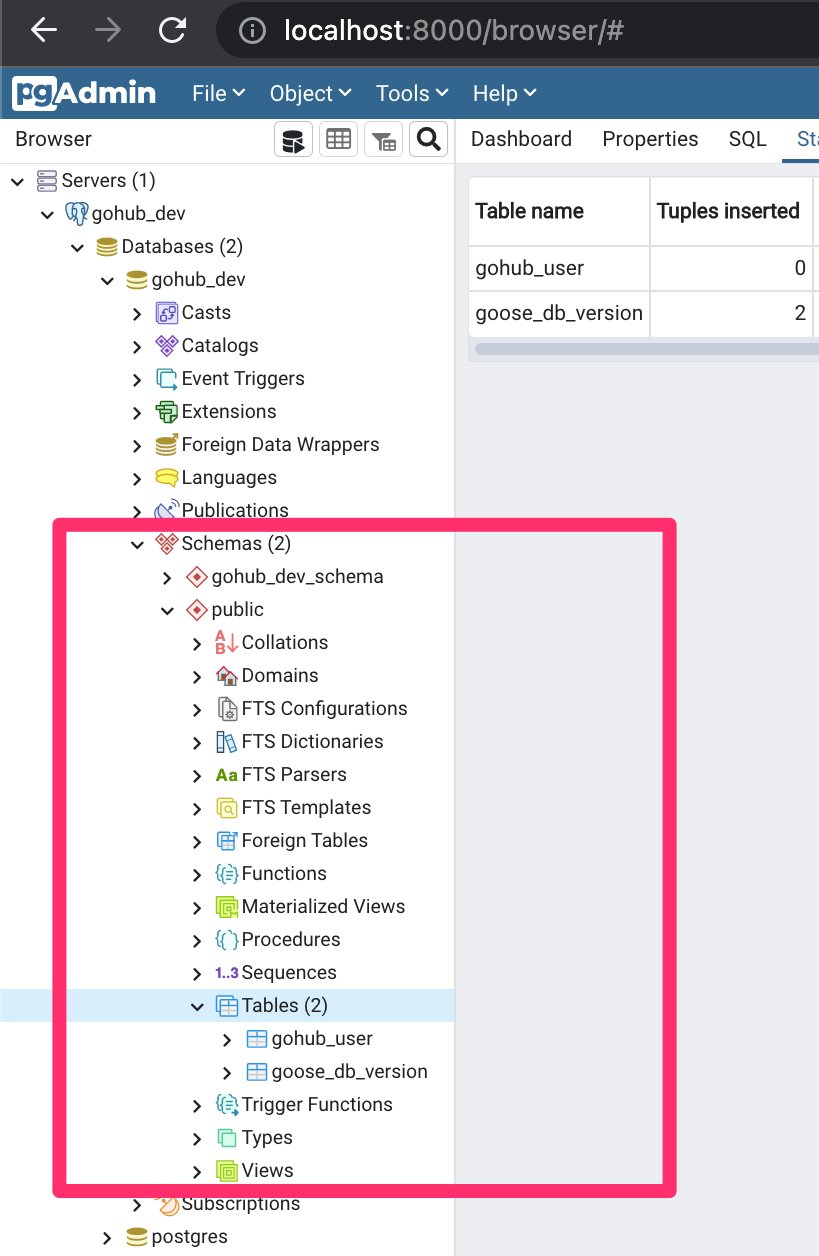 localhost:8000/browser/#
pgAdmin File Object Tools Help
Browser
Dashboard Properties SQL
Servers (1)
gohub_dev
Databases (2)
gohub_dev
Casts
Catalogs
Event Triggers
Extensions
Foreign Data Wrappers
Languages
Publications
Schemas (2)
gohub_dev_schema
public
Collations
Domains
FTS Configurations
FTS Dictionaries
Aa FTS Parsers
FTS Templates
Foreign Tables
Functions
Materialized Views
Procedures
1..3 Sequences
Tables (2)
gohub_user
goose_db_version
Trigger Functions
Types
Views
Subscriptions
postgres
Table name Tuples inserted
gohub_user 0
goose_db_version 2